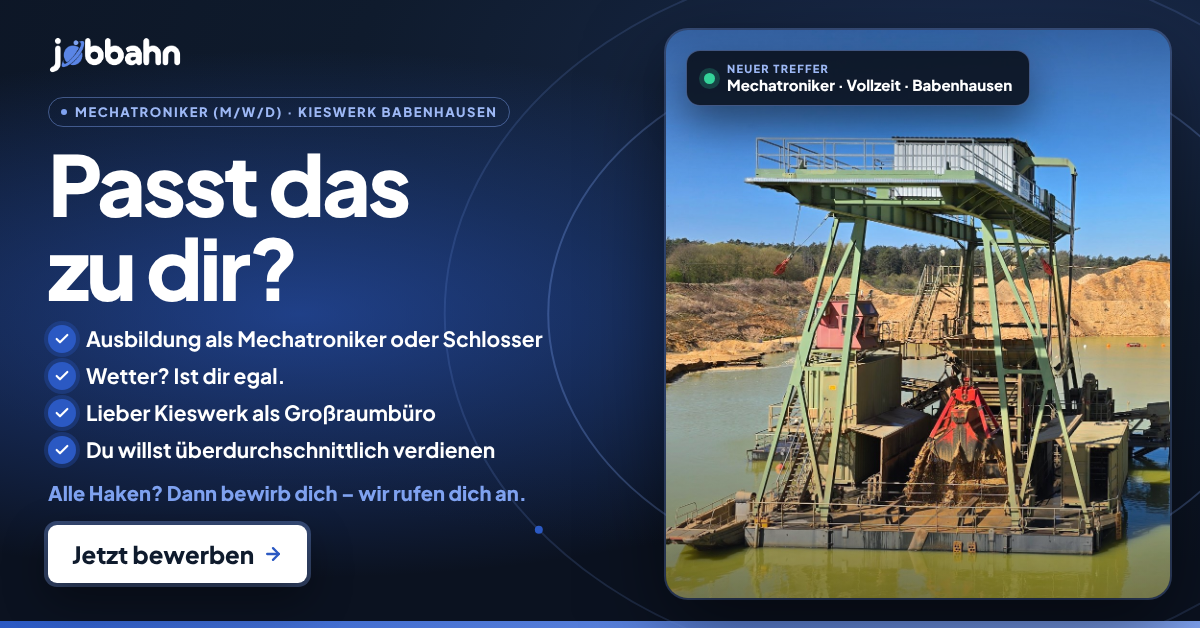 jobbahn
MECHATRONIKER (M/W/D) · KIESWERK BABENHAUSEN
Passt das
zu dir?
Ausbildung als Mechatroniker oder Schlosser
Wetter? Ist dir egal.
Lieber Kieswerk als Großraumbüro
Du willst überdurchschnittlich verdienen
Alle Haken? Dann bewirb dich – wir rufen dich an.
Jetzt bewerben →
NEUER TREFFER
Mechatroniker · Vollzeit · Babenhausen